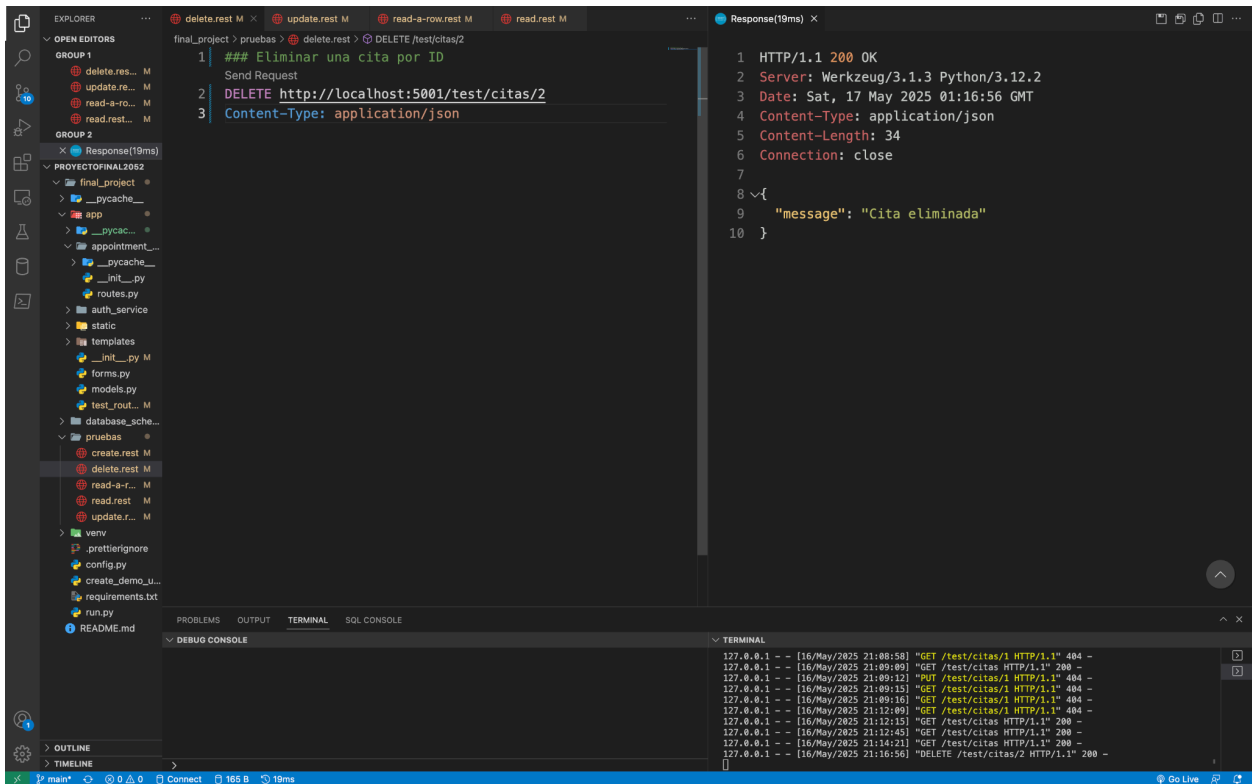 EXPLORER
OPEN EDITORS
GROUP 1
delete.res... M
update.re... M
read-a-ro... M
read.rest... M
GROUP 2
Response(19ms)
PROYECTOFINAL2052
final_project
__pycache__
app
__pycac...
appointment_...
__pycache__
__init__.py
routes.py
auth_service
static
templates
__init__.py M
forms.py
models.py
test_rout... M
database_sche...
pruebas
create.rest M
delete.rest M
read-a-r... M
read.rest M
update.r... M
venv
.prettierignore
config.py
create_demo_u...
requirements.txt
run.py
README.md
OUTLINE
TIMELINE
10
1
delete.rest M
update.rest M
read-a-row.rest M
read.rest M
final_project > pruebas > delete.rest > DELETE /test/citas/2
1 ### Eliminar una cita por ID
Send Request
2 DELETE http://localhost:5001/test/citas/2
3 Content-Type: application/json
Response(19ms)
1 HTTP/1.1 200 OK
2 Server: Werkzeug/3.1.3 Python/3.12.2
3 Date: Sat, 17 May 2025 01:16:56 GMT
4 Content-Type: application/json
5 Content-Length: 34
6 Connection: close
7
8 {
9 "message": "Cita eliminada"
10 }
PROBLEMS OUTPUT TERMINAL SQL CONSOLE
DEBUG CONSOLE
TERMINAL
127.0.0.1 - - [16/May/2025 21:08:58] "GET /test/citas/1 HTTP/1.1" 404 -
127.0.0.1 - - [16/May/2025 21:09:09] "GET /test/citas HTTP/1.1" 200 -
127.0.0.1 - - [16/May/2025 21:09:12] "PUT /test/citas/1 HTTP/1.1" 404 -
127.0.0.1 - - [16/May/2025 21:09:15] "GET /test/citas/1 HTTP/1.1" 404 -
127.0.0.1 - - [16/May/2025 21:09:16] "GET /test/citas/1 HTTP/1.1" 404 -
127.0.0.1 - - [16/May/2025 21:12:09] "GET /test/citas/1 HTTP/1.1" 404 -
127.0.0.1 - - [16/May/2025 21:12:15] "GET /test/citas HTTP/1.1" 200 -
127.0.0.1 - - [16/May/2025 21:12:45] "GET /test/citas HTTP/1.1" 200 -
127.0.0.1 - - [16/May/2025 21:14:21] "GET /test/citas HTTP/1.1" 200 -
127.0.0.1 - - [16/May/2025 21:16:56] "DELETE /test/citas/2 HTTP/1.1" 200 -
main* 0 0 0 Connect 165 B 19ms Go Live